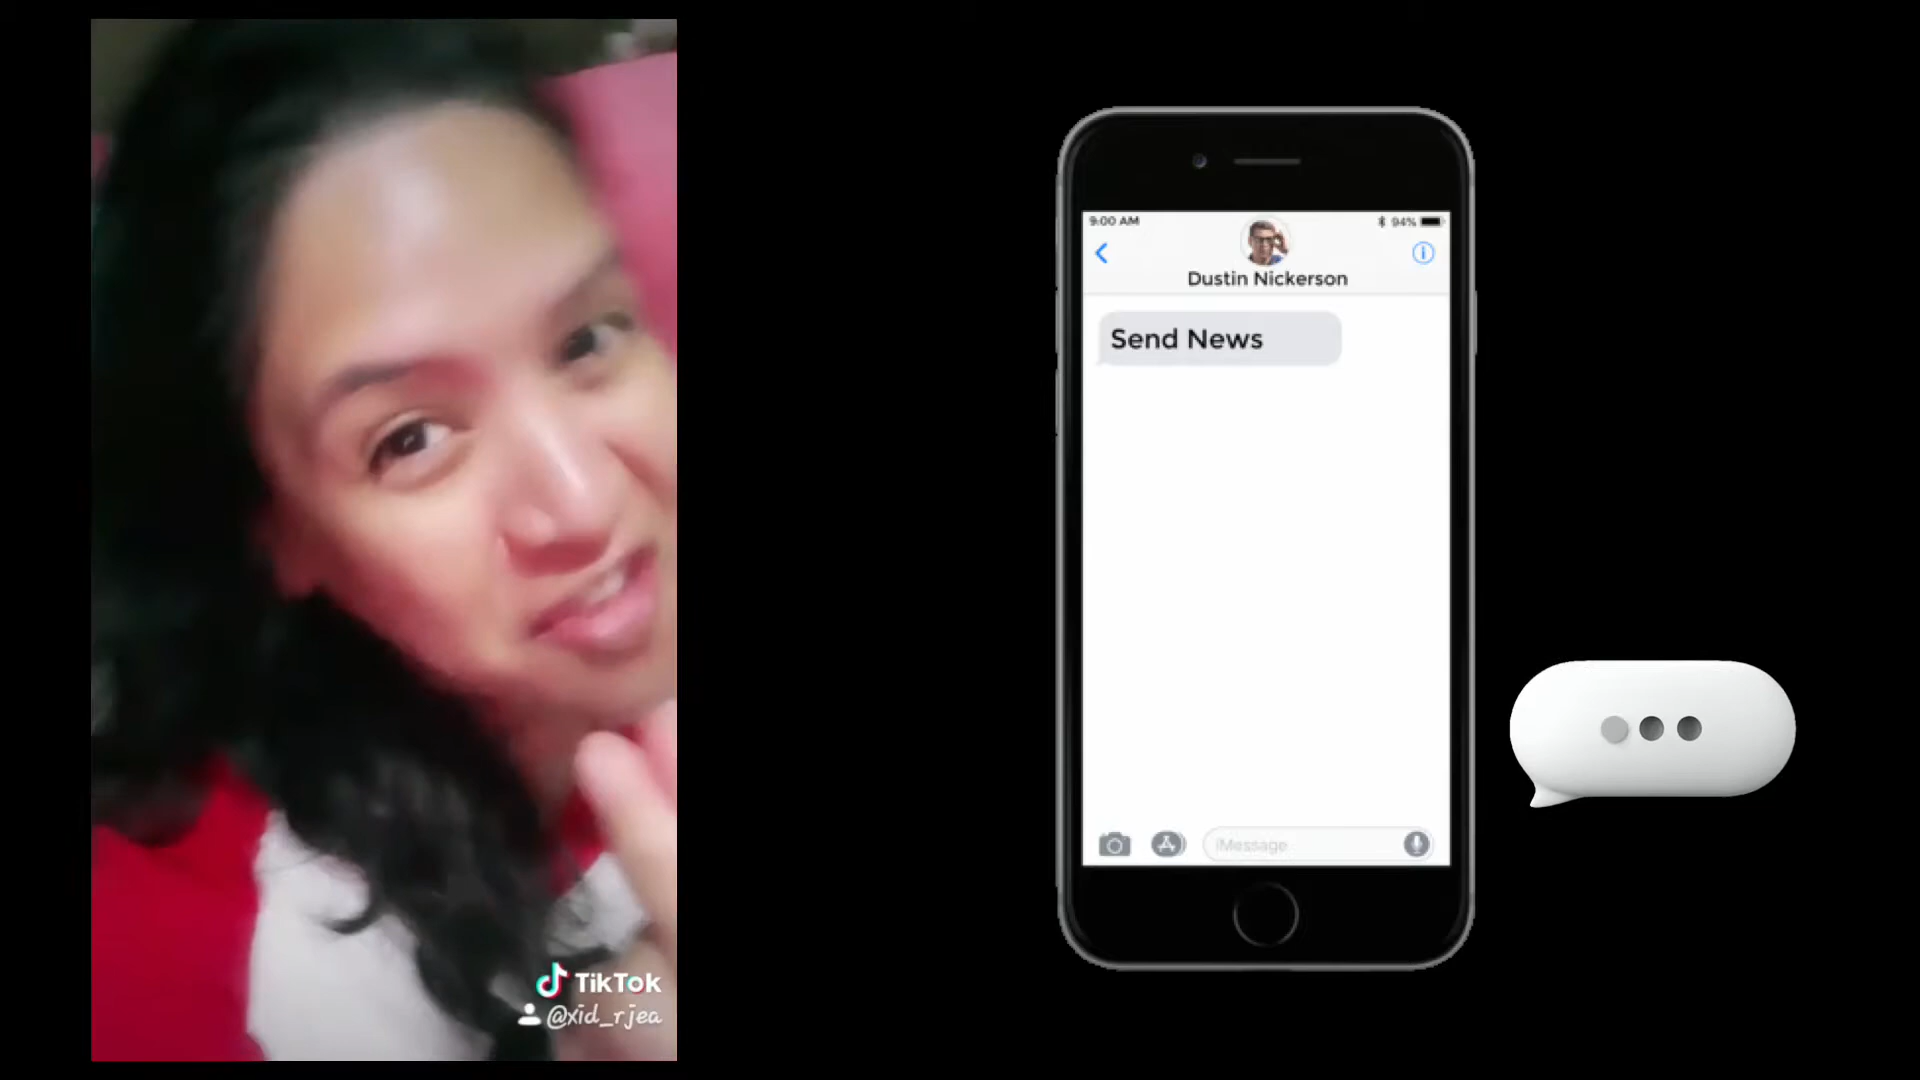 TikTok
@xid_rjea
9:00 AM
94%
Dustin Nickerson
Send News
iMessage